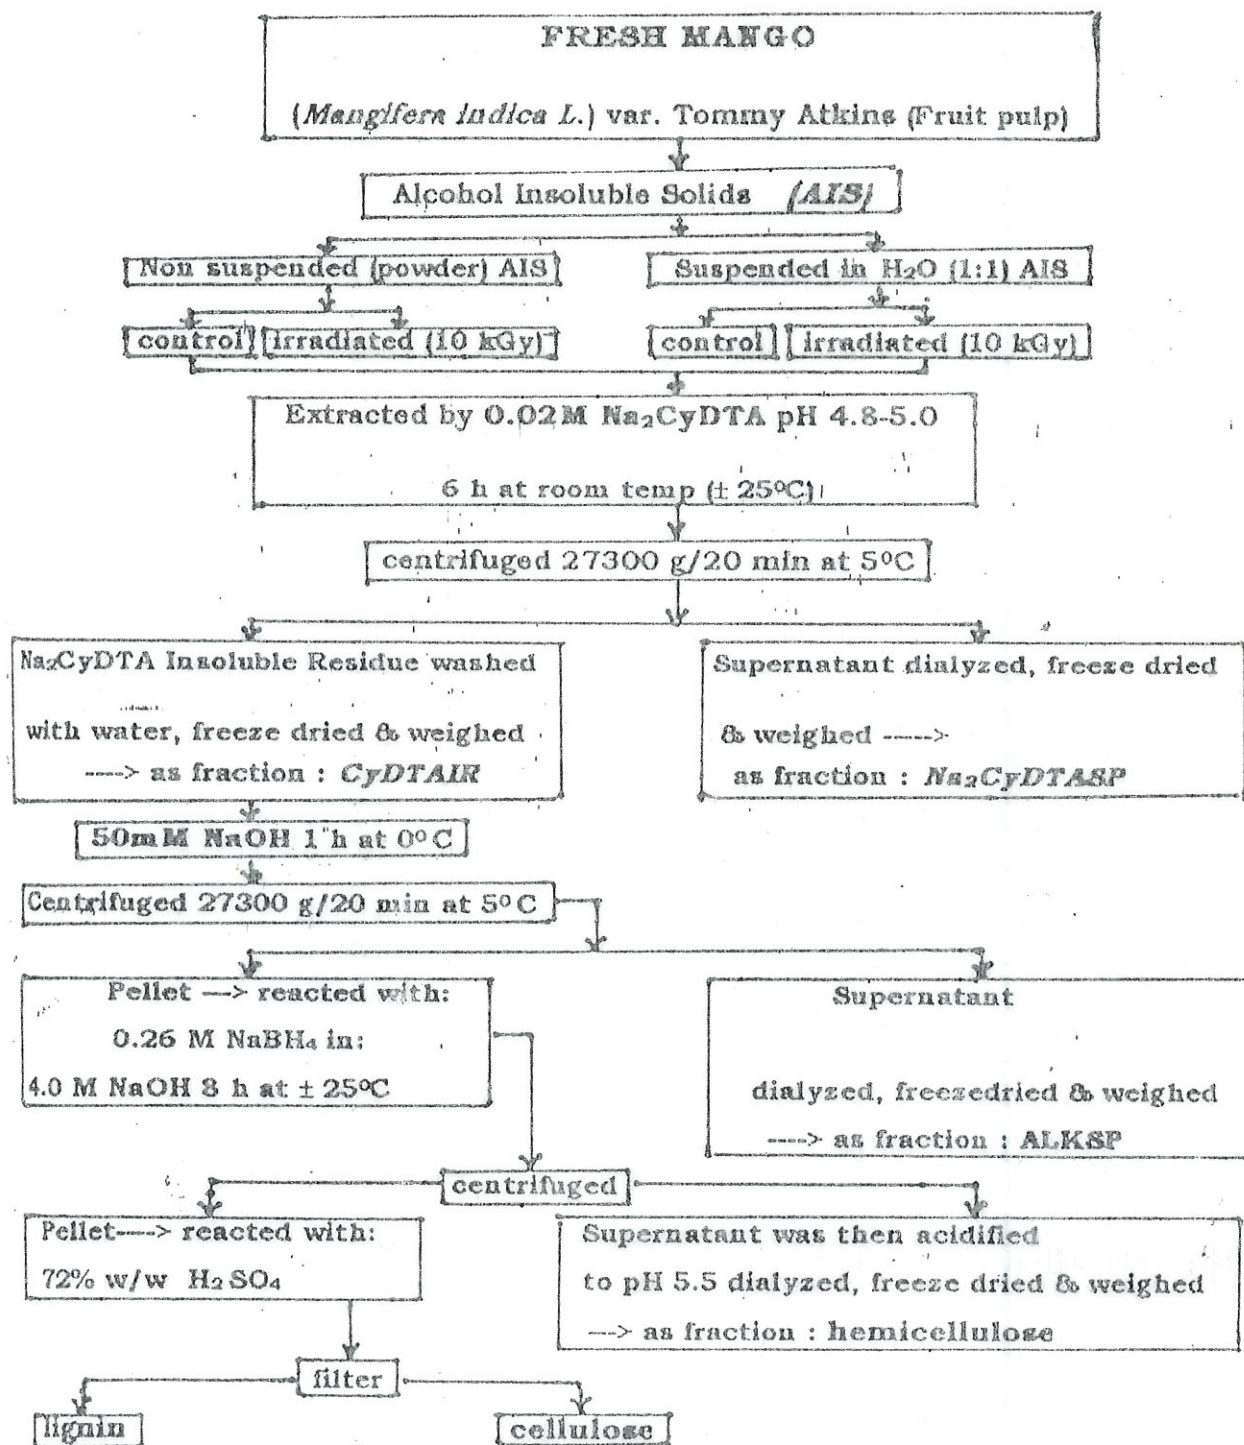 FRESH MANGO
(Mangifera indica L.) var. Tommy Atkins (Fruit pulp)
Alcohol Insoluble Solids (AIS)
Non suspended (powder) AIS
Suspended in H₂O (1:1) AIS
control
irradiated (10 kGy)
control
irradiated (10 kGy)
Extracted by 0.02M Na₂CyDTA pH 4.8-5.0
6 h at room temp (± 25ºC)
centrifuged 27300 g/20 min at 5ºC
Na₂CyDTA Insoluble Residue washed
with water, freeze dried & weighed
----> as fraction : CyDTAIR
Supernatant dialyzed, freeze dried
& weighed ----->
as fraction : Na₂CyDTASP
50mM NaOH 1 h at 0º C
Centrifuged 27300 g/20 min at 5º C
Pellet —> reacted with:
0.26 M NaBH₄ in:
4.0 M NaOH 8 h at ± 25ºC
Supernatant
dialyzed, freezedried & weighed
----> as fraction : ALKSP
centrifuged
Pellet----> reacted with:
72% w/w H₂SO₄
Supernatant was then acidified
to pH 5.5 dialyzed, freeze dried & weighed
---> as fraction : hemicellulose
filter
lignin
cellulose